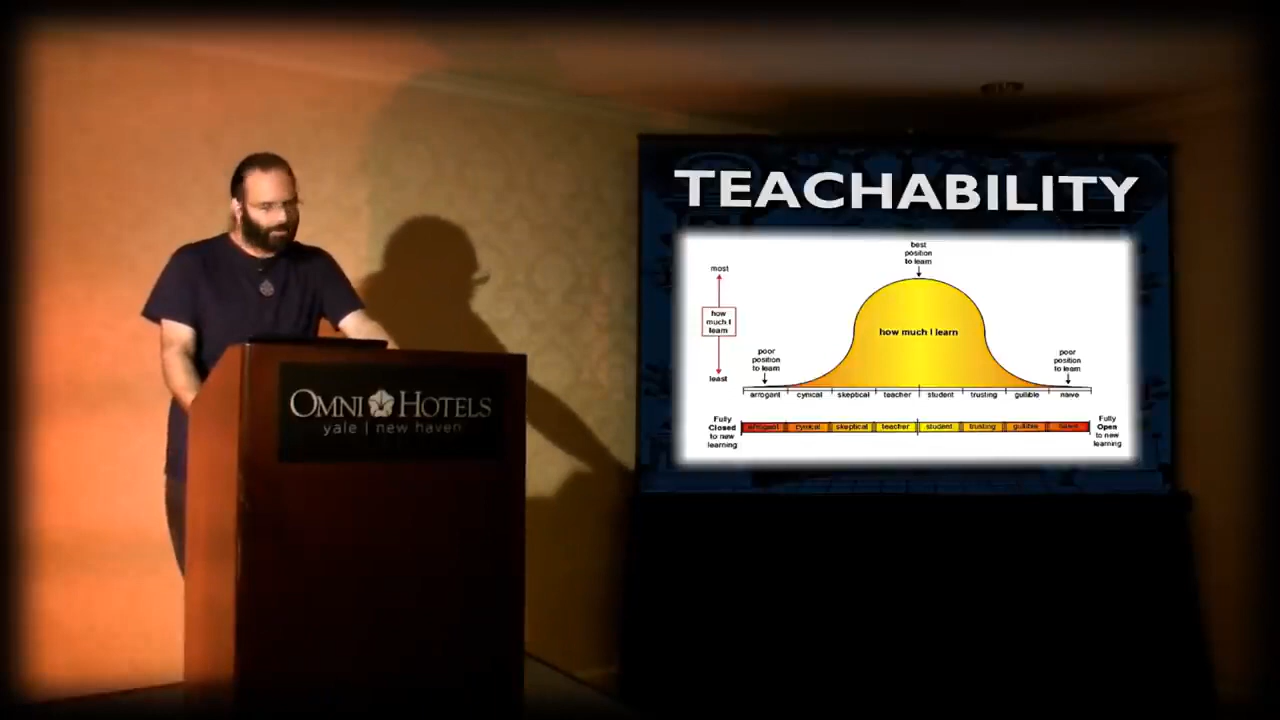 TEACHABILITY
best
position
to learn
most
how
much I
learn
least
how much I learn
poor
position
to learn
poor
position
to learn
arrogant cynical skeptical teacher student trusting gullible naive
Fully
Closed
to new
learning
arrogant cynical skeptical teacher student trusting gullible naive
Fully
Open
to new
learning
OMNI HOTELS
yale | new haven